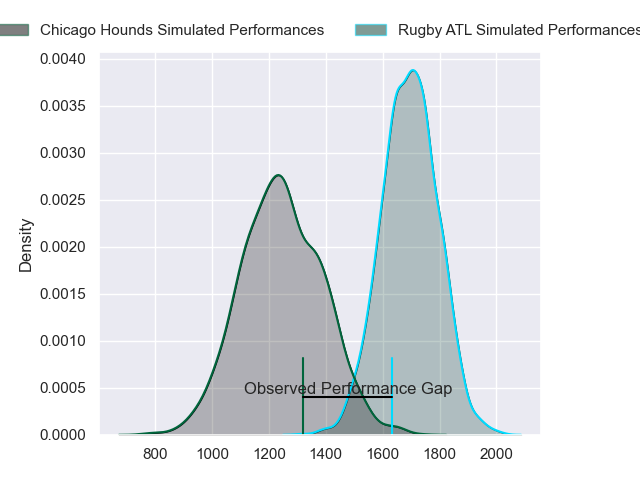 Chicago Hounds Simulated Performances
Rugby ATL Simulated Performances
0.0040
0.0035
0.0030
0.0025
0.0020
0.0015
0.0010
0.0005
0.0000
Density
Observed Performance Gap
800 1000 1200 1400 1600 1800 2000